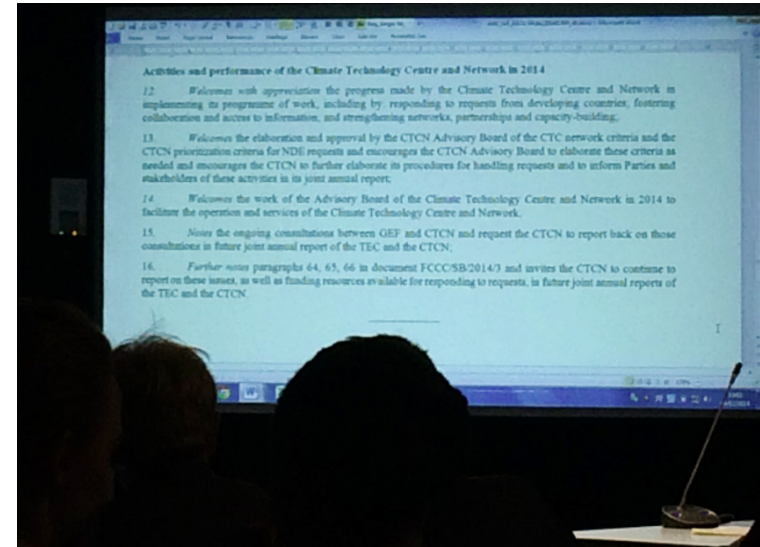 Activities and performance of the Climate Technology Centre and Network in 2014
12. Welcomes with appreciation the progress made by the Climate Technology Centre and Network in
implementing its programme of work, including by: responding to requests from developing countries; fostering
collaboration and access to information; and strengthening networks, partnerships and capacity-building;
13. Welcomes the elaboration and approval by the CTCN Advisory Board of the CTC network criteria and the
CTCN prioritization criteria for NDE requests and encourages the CTCN Advisory Board to elaborate these criteria as
needed and encourages the CTCN to further elaborate its procedures for handling requests and to inform Parties and
stakeholders of these activities in its joint annual report;
14. Welcomes the work of the Advisory Board of the Climate Technology Centre and Network in 2014 to
facilitate the operation and services of the Climate Technology Centre and Network.
15. Notes the ongoing consultations between GEF and CTCN and request the CTCN to report back on those
consultations in future joint annual report of the TEC and the CTCN;
16. Further notes paragraphs 64, 65, 66 in document FCCC/SB/2014/3 and invites the CTCN to continue to
report on these issues, as well as funding resources available for responding to requests, in future joint annual reports of
the TEC and the CTCN.